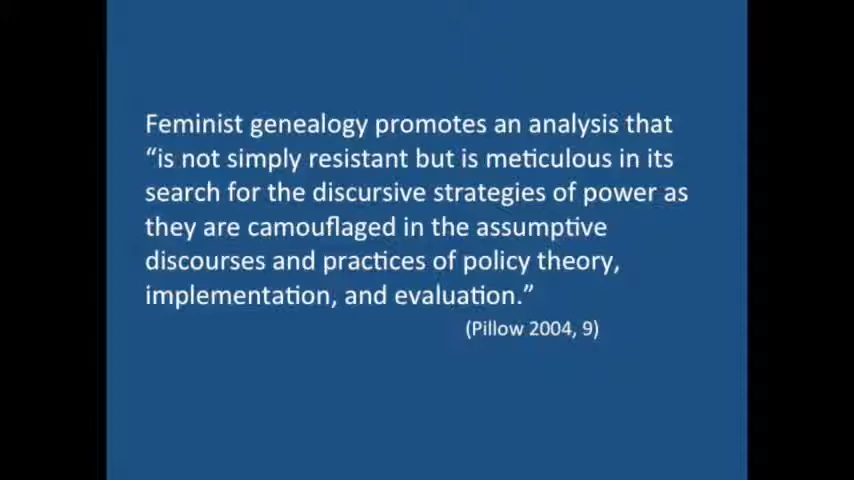 Feminist genealogy promotes an analysis that
“is not simply resistant but is meticulous in its
search for the discursive strategies of power as
they are camouflaged in the assumptive
discourses and practices of policy theory,
implementation, and evaluation.”
(Pillow 2004, 9)